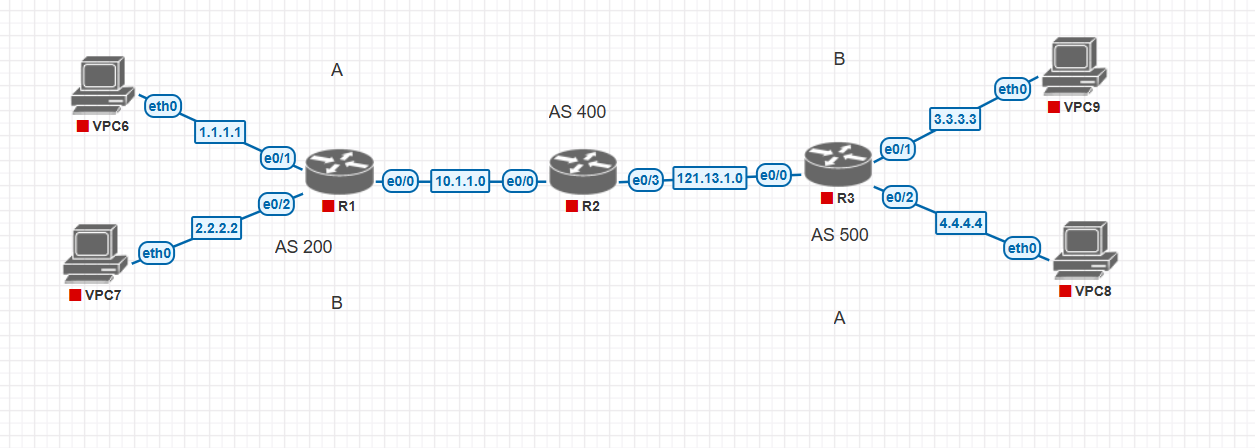 A
B
AS 400
eth0
VPC6
1.1.1.1
e0/1
R1
e0/0
10.1.1.0
e0/0
R2
e0/3
121.13.1.0
e0/0
R3
e0/1
3.3.3.3
eth0
VPC9
e0/2
2.2.2.2
eth0
VPC7
AS 200
B
AS 500
e0/2
4.4.4.4
eth0
VPC8
A